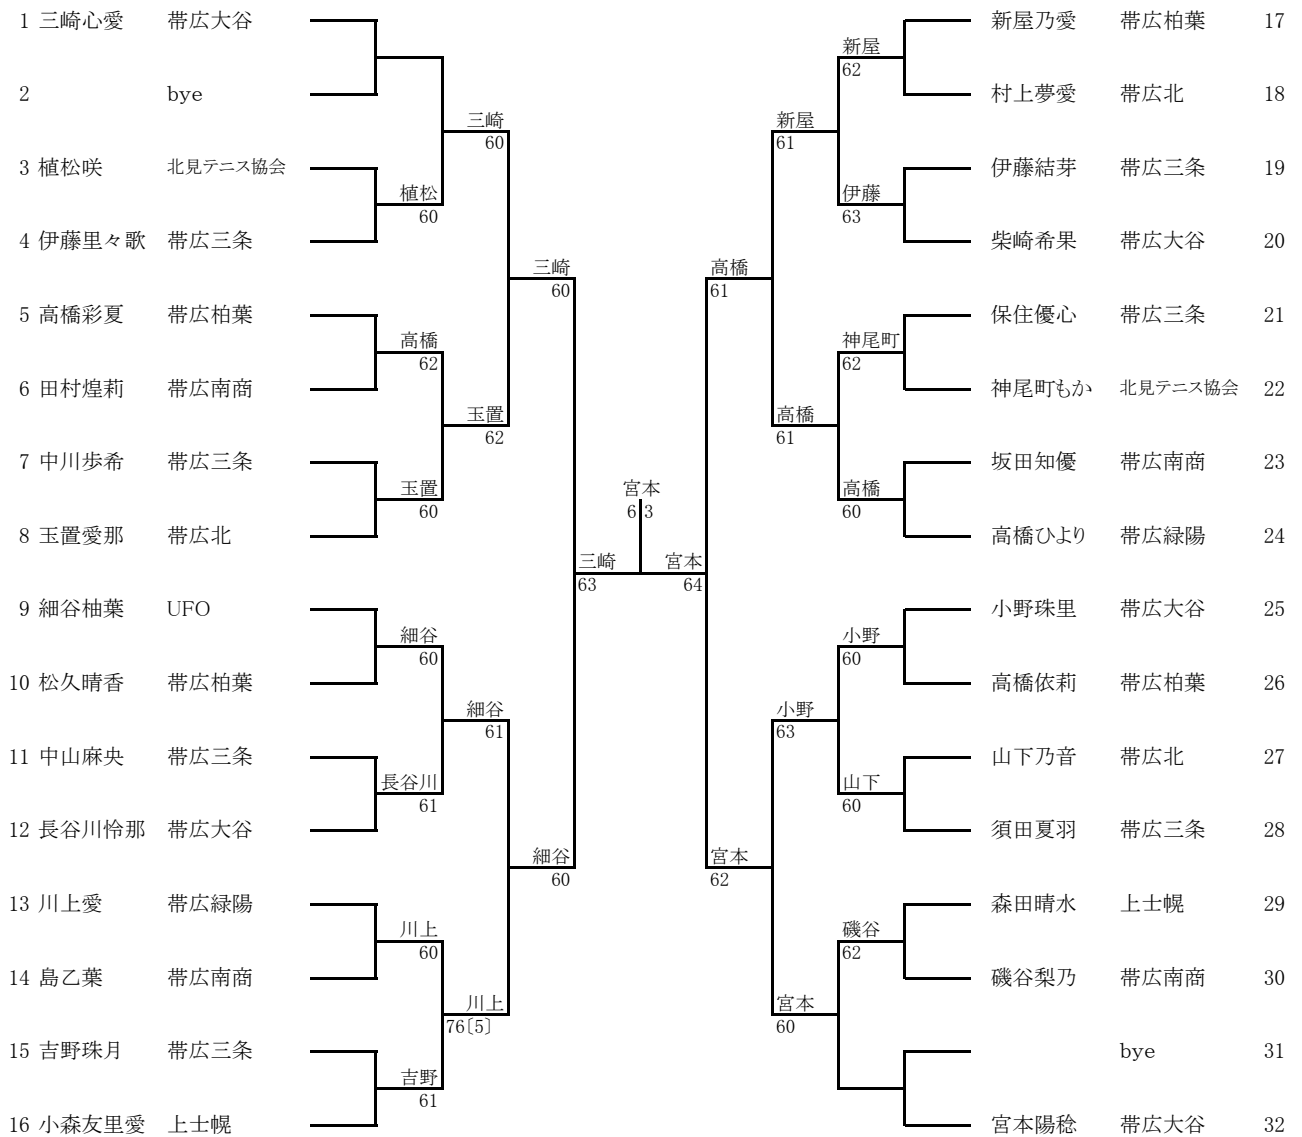 1 三崎心愛 帯広大谷
2 bye
3 植松咲 北見テニス協会
4 伊藤里々歌 帯広三条
5 高橋彩夏 帯広柏葉
6 田村煌莉 帯広南商
7 中川歩希 帯広三条
8 玉置愛那 帯広北
9 細谷柚葉 UFO
10 松久晴香 帯広柏葉
11 中山麻央 帯広三条
12 長谷川怜那 帯広大谷
13 川上愛 帯広緑陽
14 島乙葉 帯広南商
15 吉野珠月 帯広三条
16 小森友里愛 上士幌
植松
60
高橋
62
玉置
60
細谷
60
長谷川
61
川上
60
吉野
61
三崎
60
玉置
62
細谷
61
川上
76〔5〕
三崎
60
細谷
60
三崎
63
宮本
6 3
宮本
64
高橋
61
宮本
62
新屋
61
高橋
61
小野
63
宮本
60
新屋
62
伊藤
63
神尾町
62
高橋
60
小野
60
山下
60
磯谷
62
新屋乃愛 帯広柏葉 17
村上夢愛 帯広北 18
伊藤結芽 帯広三条 19
柴崎希果 帯広大谷 20
保住優心 帯広三条 21
神尾町もか 北見テニス協会 22
坂田知優 帯広南商 23
高橋ひより 帯広緑陽 24
小野珠里 帯広大谷 25
高橋依莉 帯広柏葉 26
山下乃音 帯広北 27
須田夏羽 帯広三条 28
森田晴水 上士幌 29
磯谷梨乃 帯広南商 30
bye 31
宮本陽稔 帯広大谷 32